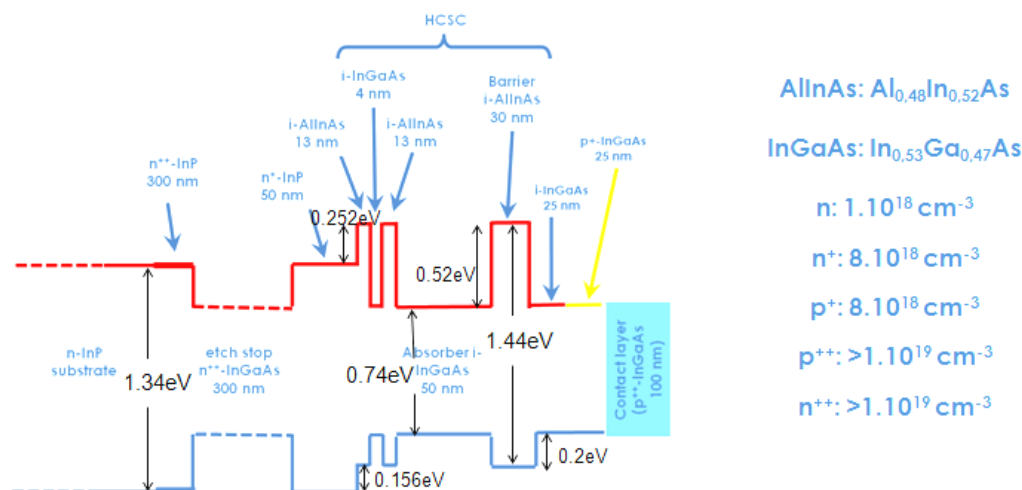 HCSC
i-InGaAs
4 nm
Barrier
i-AlInAs
30 nm
i-AlInAs
13 nm
i-AlInAs
13 nm
p+-InGaAs
25 nm
n⁺⁺-InP
300 nm
n⁺-InP
50 nm
i-InGaAs
25 nm
0.252eV
0.52eV
n-InP
substrate
1.34eV
etch stop
n⁺⁺-InGaAs
300 nm
0.74eV
Absorber i-
InGaAs
50 nm
1.44eV
Contact layer
(p⁺⁺-InGaAs
100 nm)
0.156eV
0.2eV
AlInAs: Al₀,₄₈In₀,₅₂As
InGaAs: In₀,₅₃Ga₀,₄₇As
n: 1.10¹⁸ cm⁻³
n⁺: 8.10¹⁸ cm⁻³
p⁺: 8.10¹⁸ cm⁻³
p⁺⁺: >1.10¹⁹ cm⁻³
n⁺⁺: >1.10¹⁹ cm⁻³